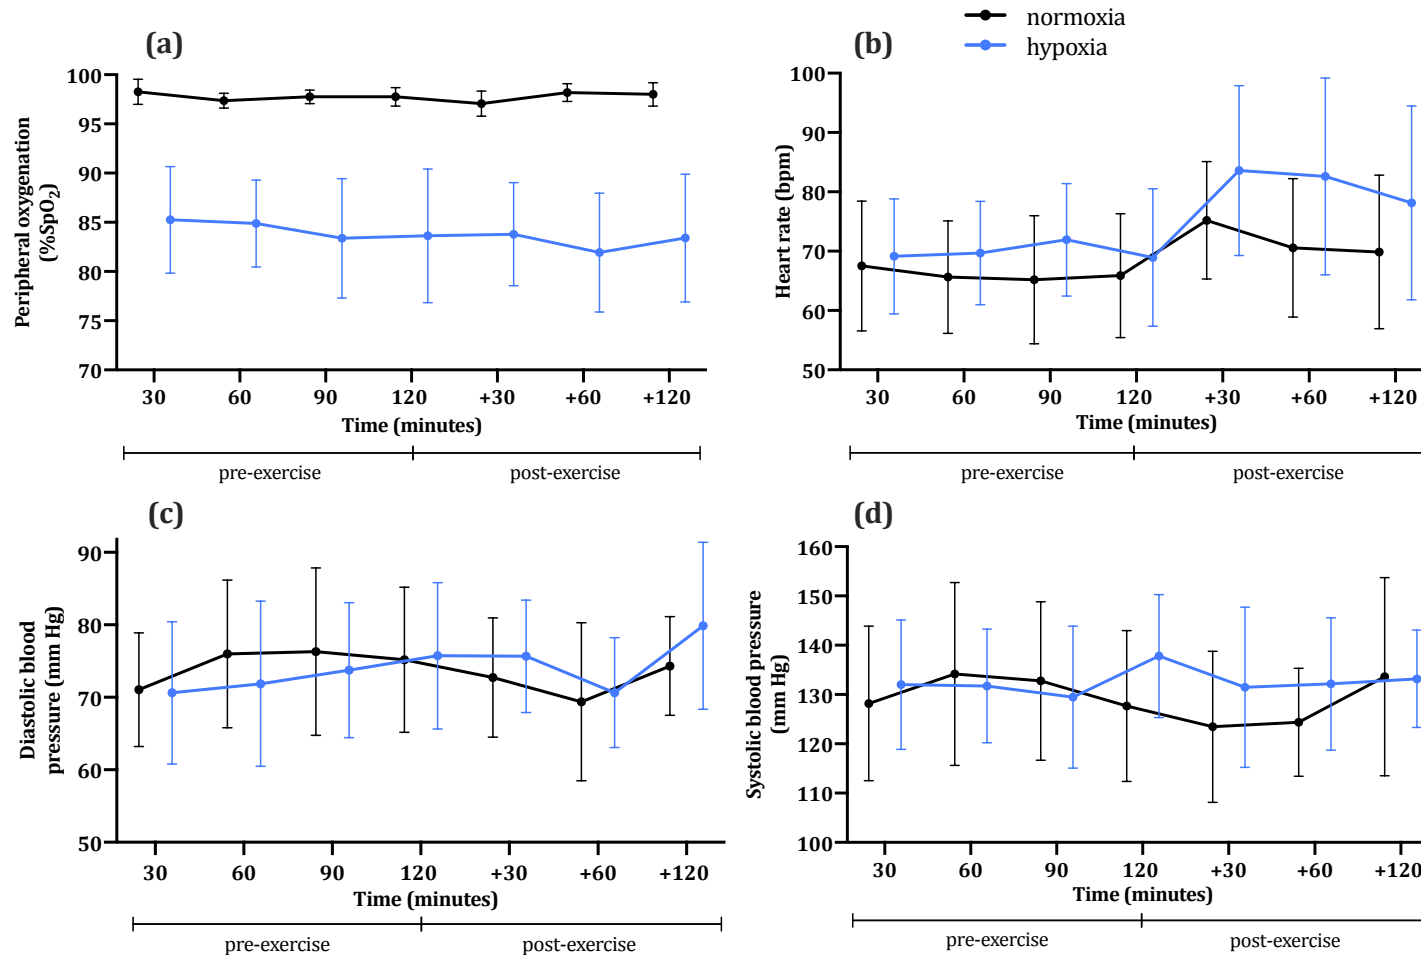 normoxia
hypoxia
(a)
Peripheral oxygenation
(%SpO₂)
100
95
90
85
80
75
70
30 60 90 120 +30 +60 +120
Time (minutes)
pre-exercise post-exercise
(b)
Heart rate (bpm)
100
90
80
70
60
50
30 60 90 120 +30 +60 +120
Time (minutes)
pre-exercise post-exercise
(c)
Diastolic blood
pressure (mm Hg)
90
80
70
60
50
30 60 90 120 +30 +60 +120
Time (minutes)
pre-exercise post-exercise
(d)
Systolic blood pressure
(mm Hg)
160
150
140
130
120
110
100
30 60 90 120 +30 +60 +120
Time (minutes)
pre-exercise post-exercise